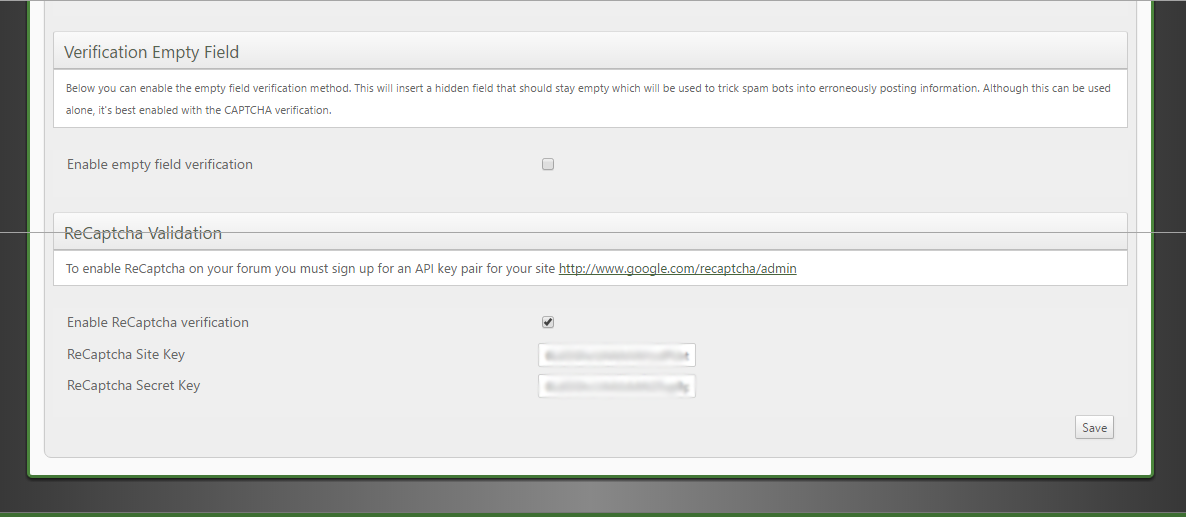 Verification Empty Field
Below you can enable the empty field verification method. This will insert a hidden field that should stay empty which will be used to trick spam bots into erroneously posting information. Although this can be used
alone, it's best enabled with the CAPTCHA verification.
Enable empty field verification
ReCaptcha Validation
To enable ReCaptcha on your forum you must sign up for an API key pair for your site http://www.google.com/recaptcha/admin
Enable ReCaptcha verification
ReCaptcha Site Key
ReCaptcha Secret Key
Save